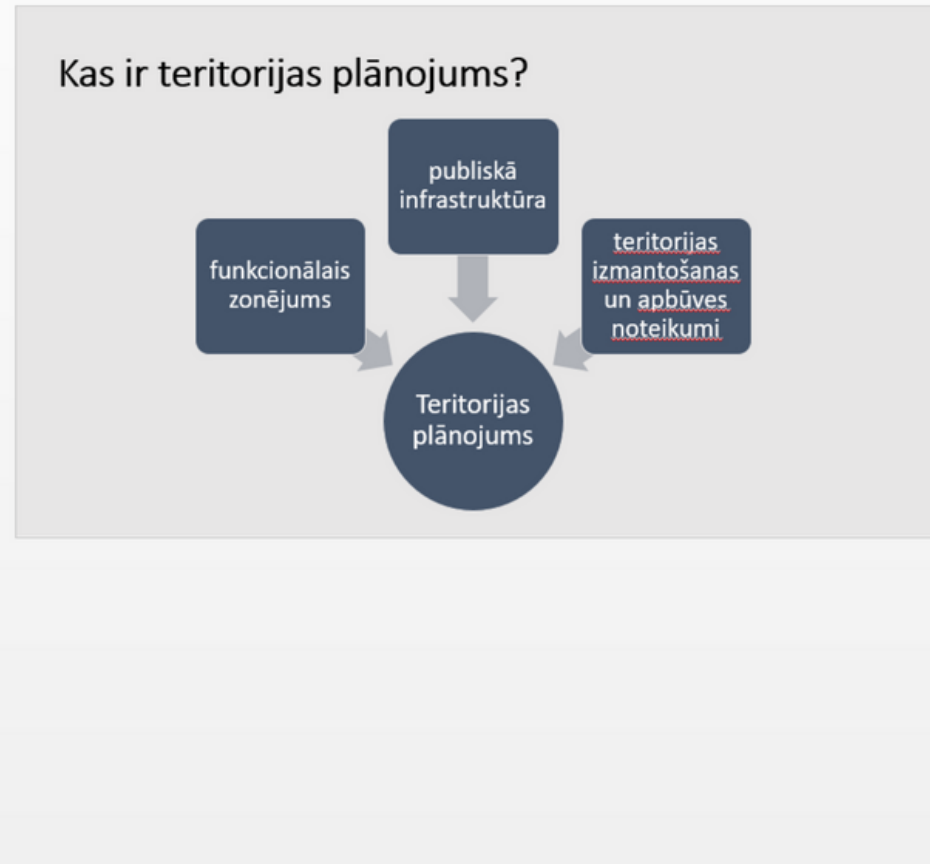 Kas ir teritorijas plānojums?
publiskā
infrastruktūra
funkcionālais
zonējums
teritorijas
izmantošanas
un apbūves
noteikumi
Teritorijas
plānojums